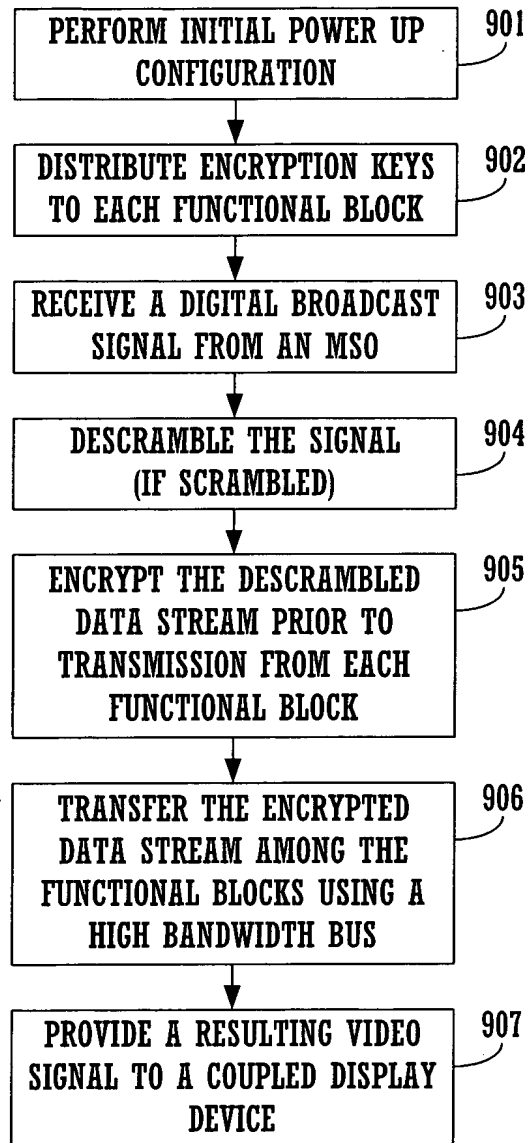 PERFORM INITIAL POWER UP
CONFIGURATION
901
DISTRIBUTE ENCRYPTION KEYS
TO EACH FUNCTIONAL BLOCK
902
RECEIVE A DIGITAL BROADCAST
SIGNAL FROM AN MSO
903
DESCRAMBLE THE SIGNAL
(IF SCRAMBLED)
904
ENCRYPT THE DESCRAMBLED
DATA STREAM PRIOR TO
TRANSMISSION FROM EACH
FUNCTIONAL BLOCK
905
TRANSFER THE ENCRYPTED
DATA STREAM AMONG THE
FUNCTIONAL BLOCKS USING A
HIGH BANDWIDTH BUS
906
PROVIDE A RESULTING VIDEO
SIGNAL TO A COUPLED DISPLAY
DEVICE
907